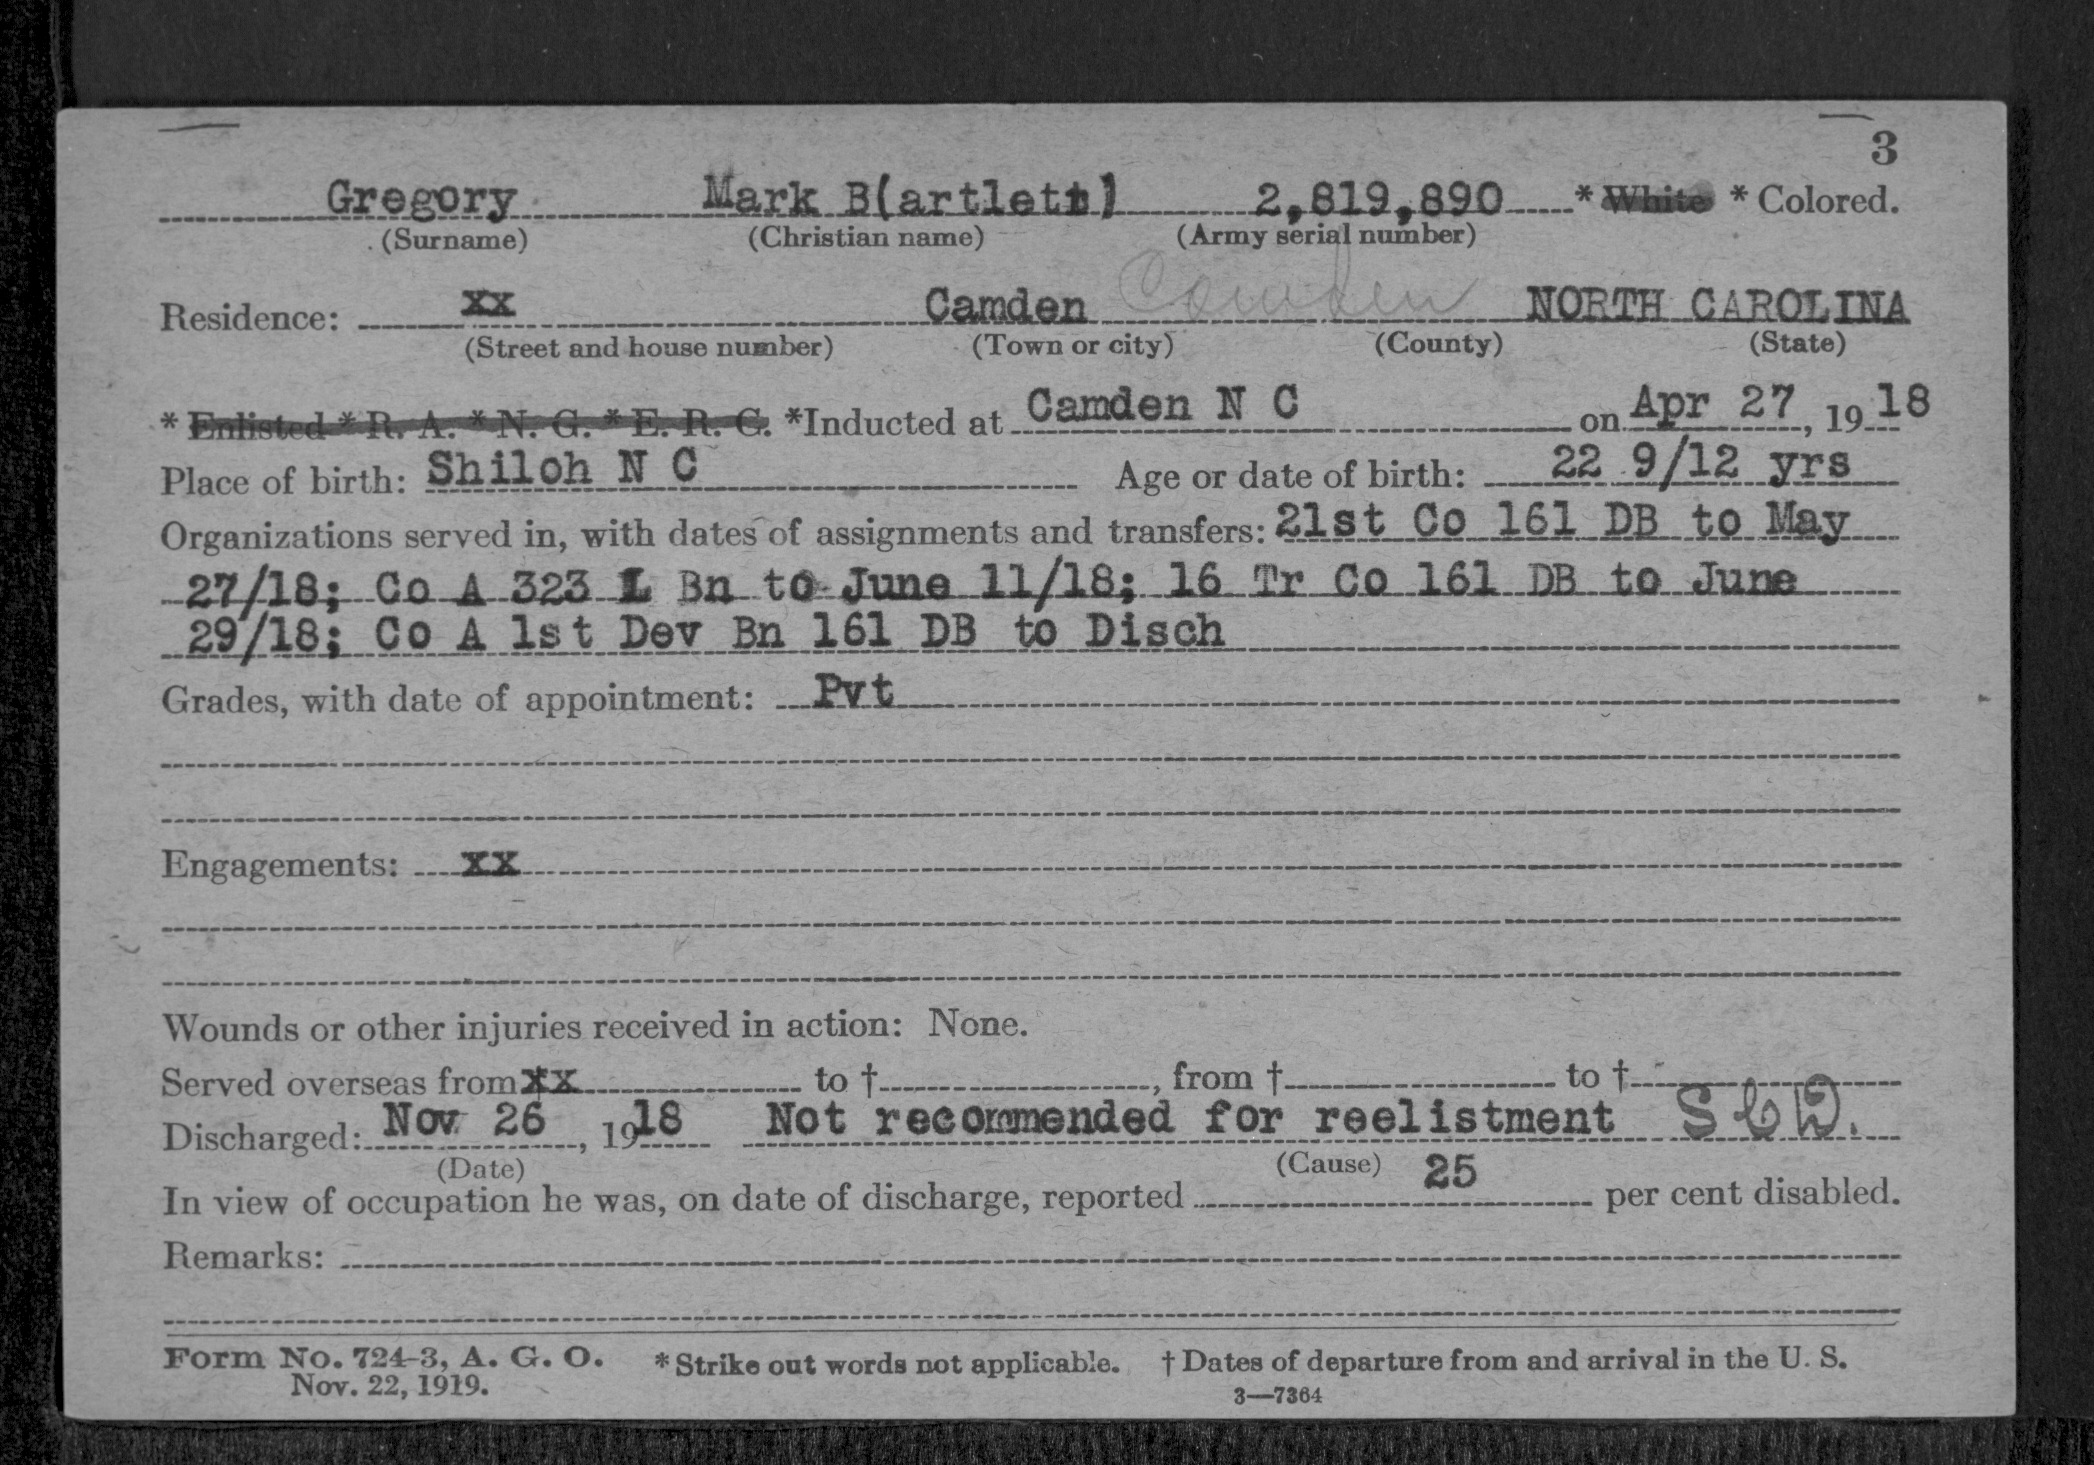 3
Gregory Mark B(artlett) 2,819,890 * White * Colored.
(Surname) (Christian name) (Army serial number)
Residence: xx Camden Camden NORTH CAROLINA
(Street and house number) (Town or city) (County) (State)
* Enlisted * R. A. * N. G. * E. R. C. *Inducted at Camden N C on Apr 27, 1918
Place of birth: Shiloh N C Age or date of birth: 22 9/12 yrs
Organizations served in, with dates of assignments and transfers: 21st Co 161 DB to May
27/18; Co A 323 L Bn to June 11/18; 16 Tr Co 161 DB to June
29/18; Co A 1st Dev Bn 161 DB to Disch
Grades, with date of appointment: Pvt
Engagements: xx
Wounds or other injuries received in action: None.
Served overseas from xx to †, from † to †
Discharged: Nov 26, 1918 Not recommended for reelistment S C D.
(Date) (Cause)
In view of occupation he was, on date of discharge, reported 25 per cent disabled.
Remarks:
Form No. 724-3, A. G. O. * Strike out words not applicable. † Dates of departure from and arrival in the U. S.
Nov. 22, 1919. 3—7364